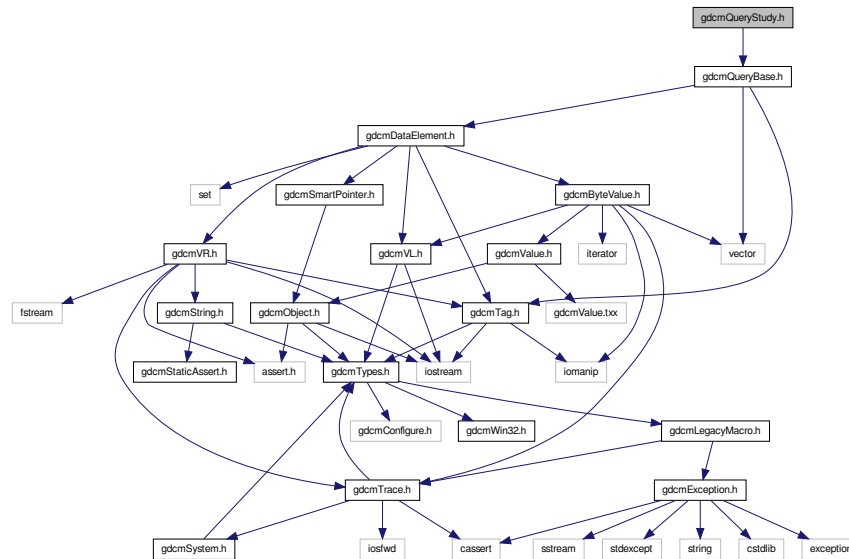 gdcmQueryStudy.h
gdcmQueryBase.h
gdcmDataElement.h
set
gdcmSmartPointer.h
gdcmByteValue.h
gdcmVR.h
gdcmVL.h
gdcmValue.h
iterator
vector
fstream
gdcmString.h
gdcmObject.h
gdcmTag.h
gdcmValue.txx
gdcmStaticAssert.h
assert.h
gdcmTypes.h
iostream
iomanip
gdcmConfigure.h
gdcmWin32.h
gdcmLegacyMacro.h
gdcmTrace.h
gdcmException.h
gdcmSystem.h
iosfwd
cassert
sstream
stdexcept
string
cstdlib
exception